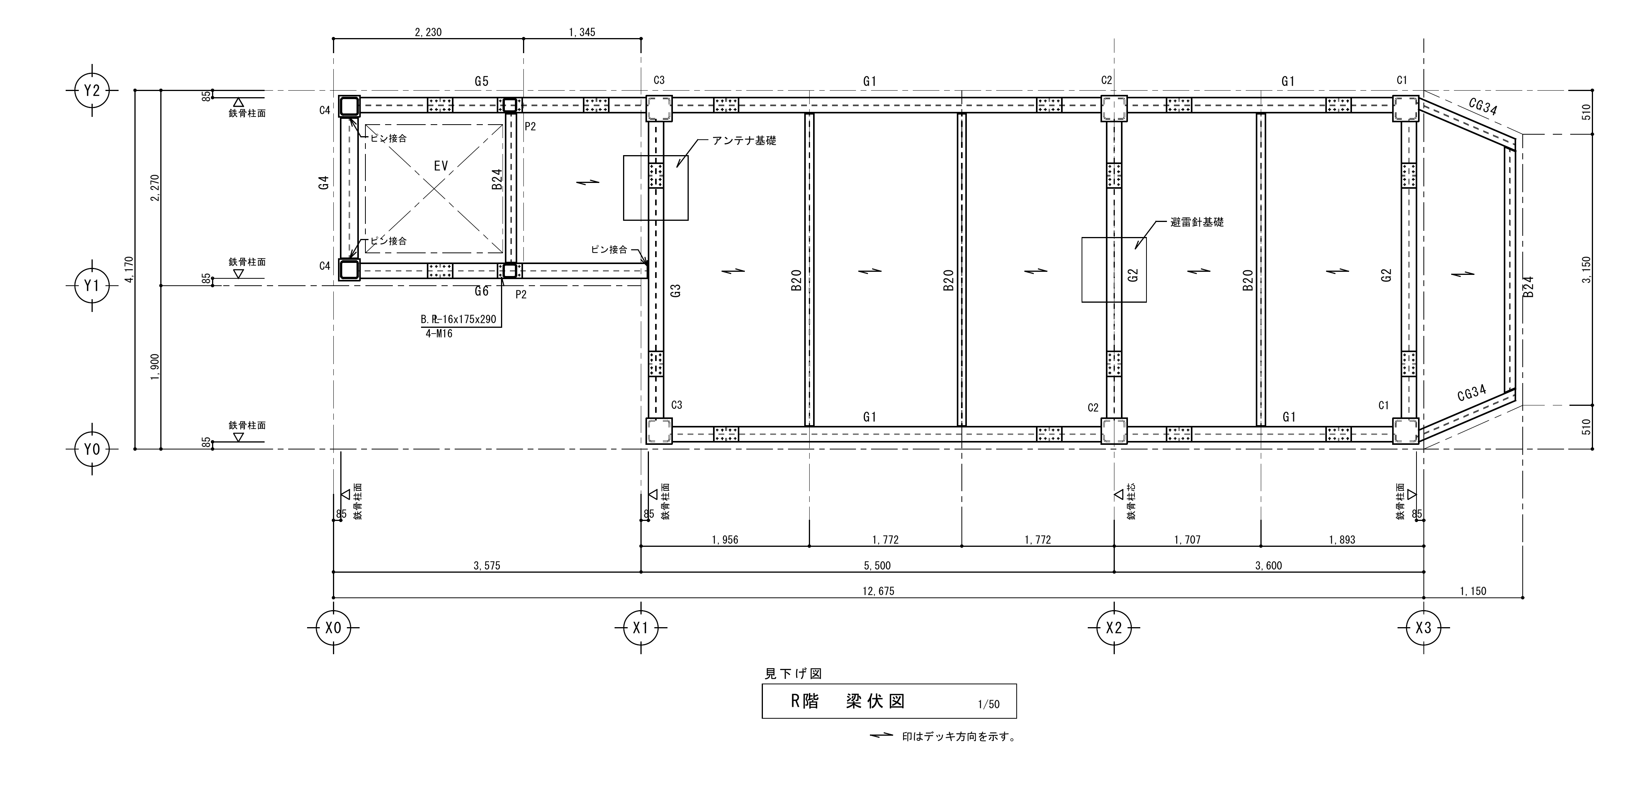 2,230
1,345
Y2
85
鉄骨柱面
C4
G5
P2
C3
G1
C2
G1
C1
CG34
510
ピン接合
アンテナ基礎
EV
B24
G4
2,270
4,170
避雷針基礎
ピン接合
ピン接合
鉄骨柱面
C4
85
Y1
G6
P2
G3
B20
B20
G2
B20
G2
B24
3,150
B.PL-16x175x290
4-M16
1,900
CG34
C3
G1
C2
G1
C1
鉄骨柱面
85
Y0
510
鉄骨柱面
鉄骨柱面
鉄骨柱芯
鉄骨柱面
85
85
85
1,956
1,772
1,772
1,707
1,893
3,575
5,500
3,600
12,675
1,150
X0
X1
X2
X3
見下げ図
R階 梁伏図 1/50
印はデッキ方向を示す。